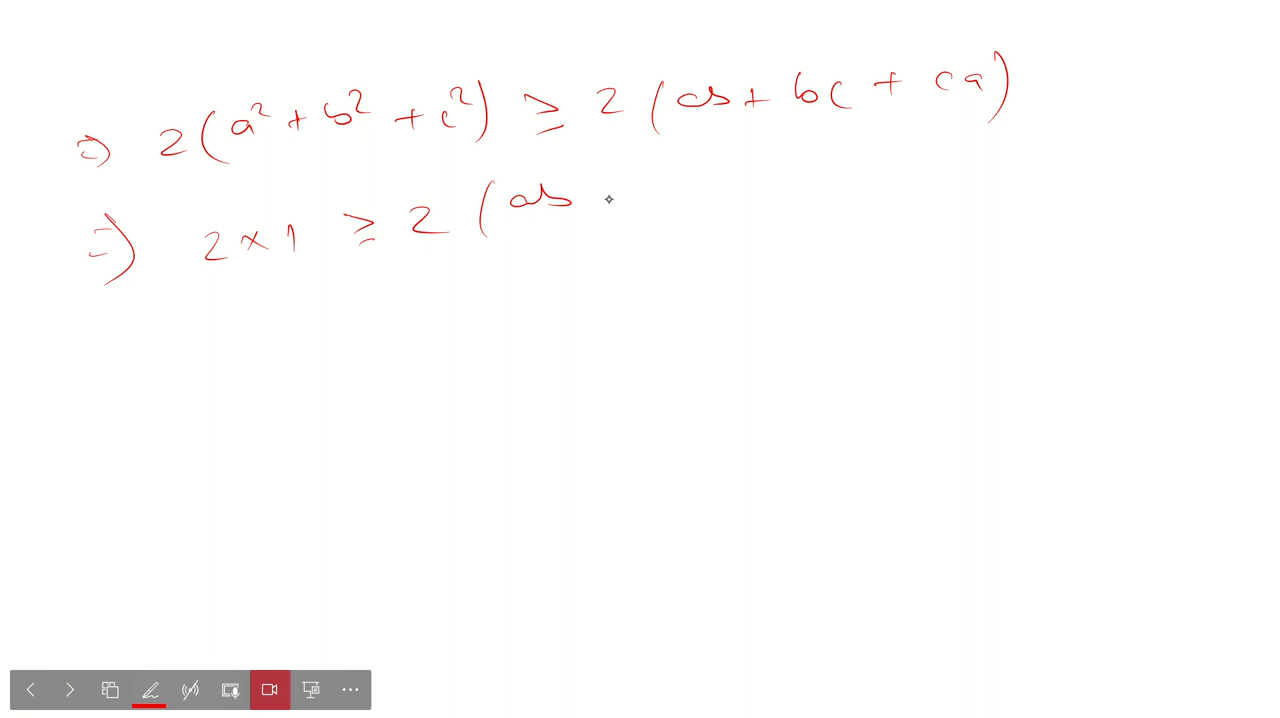 ⇒ 2(a² + b² + c²) ≥ 2(ab + bc + ca)
⇒ 2 × 1 ≥ 2(ab